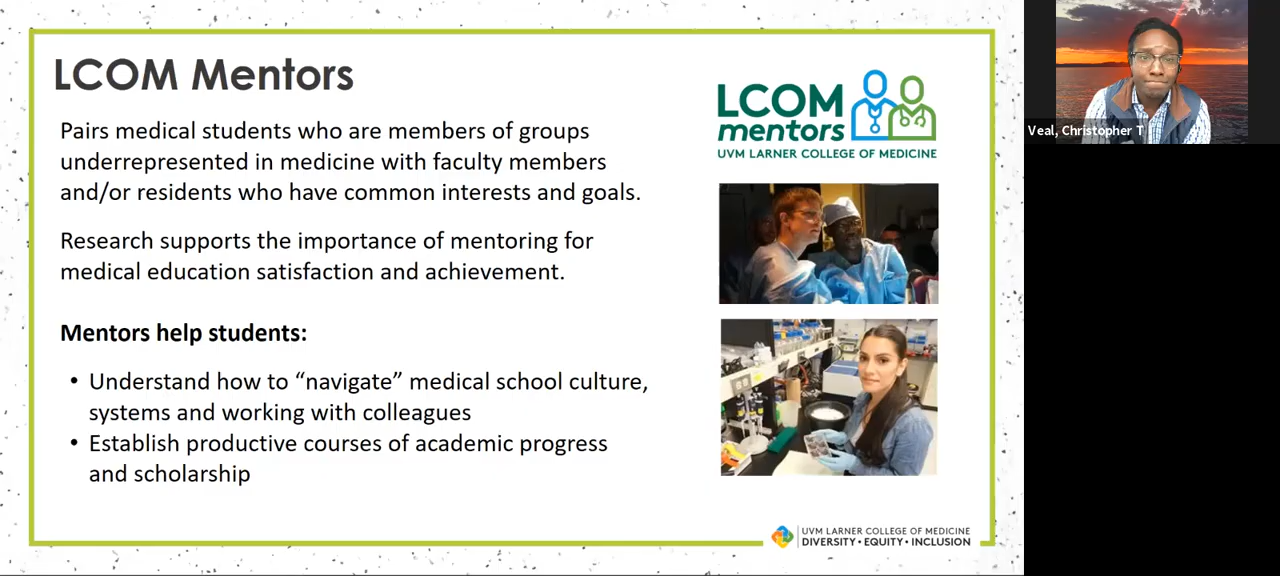 LCOM Mentors
Pairs medical students who are members of groups
underrepresented in medicine with faculty members
and/or residents who have common interests and goals.
Research supports the importance of mentoring for
medical education satisfaction and achievement.
Mentors help students:
• Understand how to “navigate” medical school culture,
systems and working with colleagues
• Establish productive courses of academic progress
and scholarship
LCOM
mentors
UVM LARNER COLLEGE OF MEDICINE
UVM LARNER COLLEGE OF MEDICINE
DIVERSITY • EQUITY • INCLUSION
Veal, Christopher T